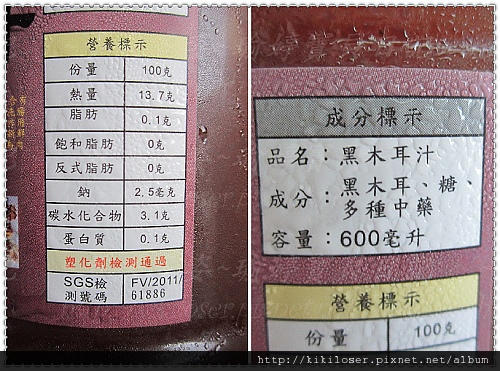 營養標示
份量 100克
熱量 13.7克
脂肪 0.1克
飽和脂肪 0克
反式脂肪 0克
鈉 2.5毫克
碳水化合物 3.1克
蛋白質 0.1克
塑化劑檢測通過
SGS檢測號碼 FV/2011/61886
成分標示
品名：黑木耳汁
成分：黑木耳、糖、
多種中藥
容量：600毫升
營養標示
份量 100克
http://kikiloser.pixnet.net/album